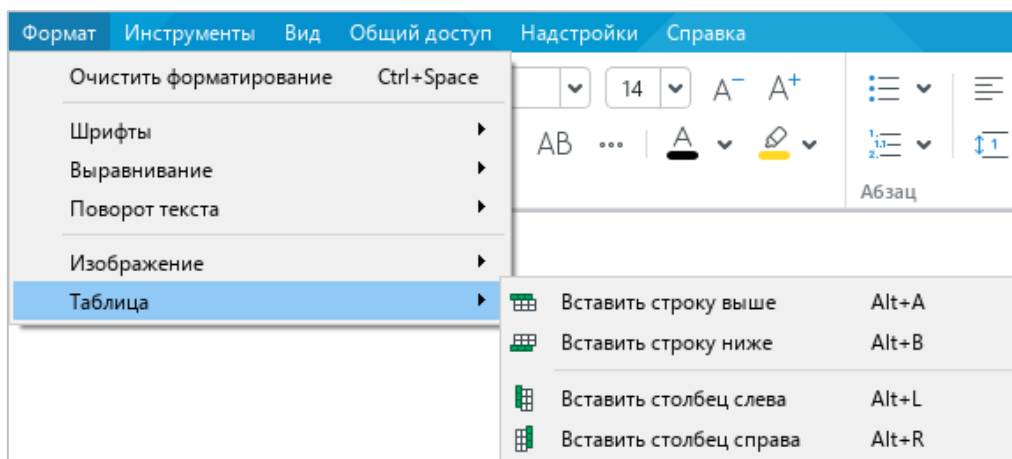 Формат Инструменты Вид Общий доступ Надстройки Справка
Очистить форматирование Ctrl+Space
14 A⁻ A⁺
Шрифты
АВ ••• А
Выравнивание
Поворот текста
Абзац
Изображение
Таблица
Вставить строку выше Alt+A
Вставить строку ниже Alt+B
Вставить столбец слева Alt+L
Вставить столбец справа Alt+R